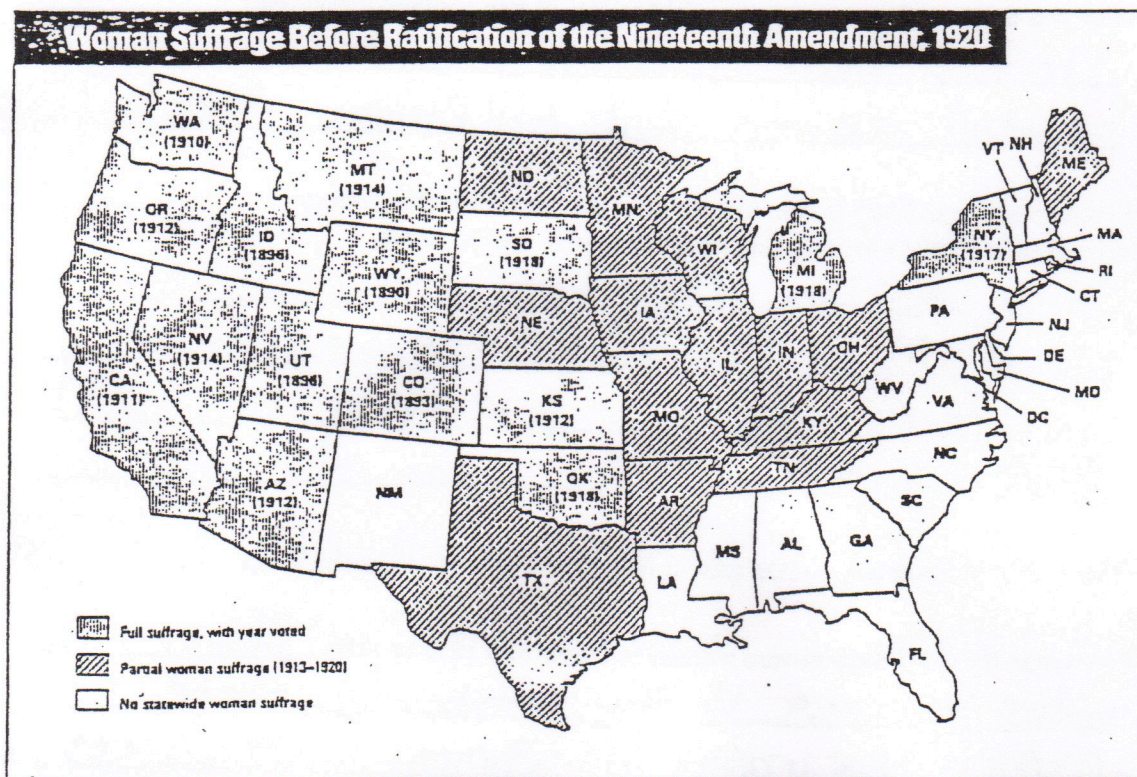 Woman Suffrage Before Ratification of the Nineteenth Amendment, 1920
WA
(1910)
MT
(1914)
ND
MN
VT
NH
ME
OR
(1912)
ID
(1896)
WY
(1890)
SD
(1918)
WI
MI
(1918)
NY
(1917)
MA
RI
CT
NV
(1914)
UT
(1896)
CO
(1893)
NE
IA
IL
IN
OH
PA
NJ
DE
MD
DC
CA
(1911)
KS
(1912)
MO
KY
WV
VA
AZ
(1912)
NM
OK
(1918)
AR
TN
NC
SC
TX
LA
MS
AL
GA
FL
Full suffrage, with year voted
Partial woman suffrage (1913–1920)
No statewide woman suffrage